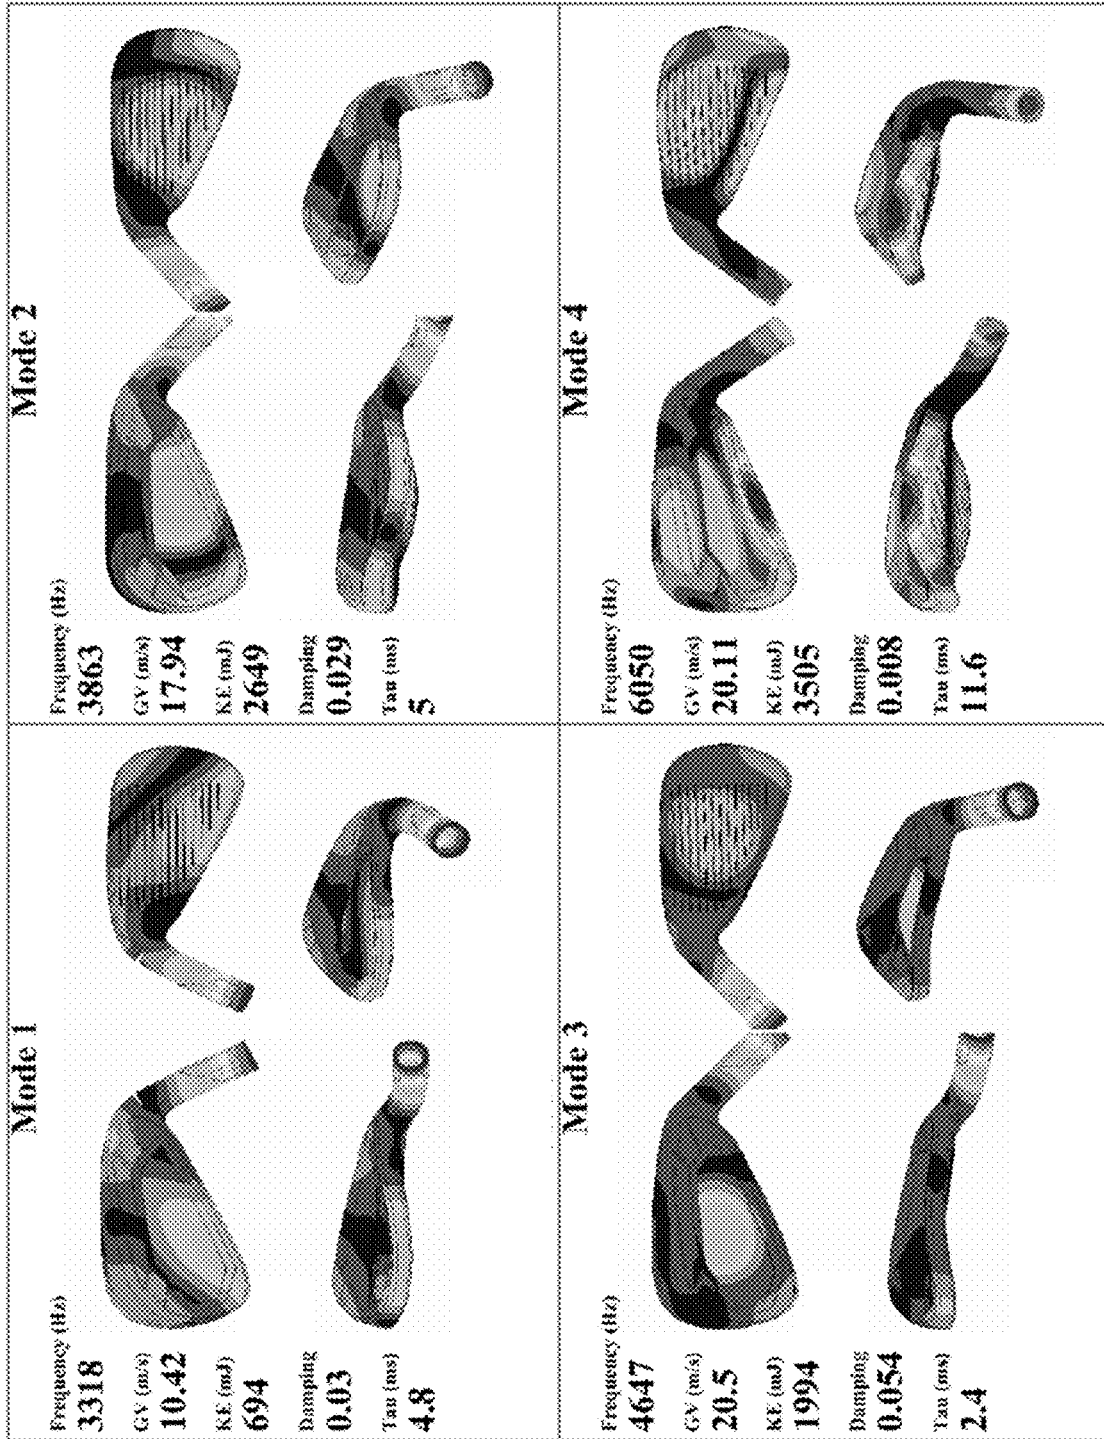 Mode 1
Frequency (Hz)
3318
GV (m/s)
10.42
KE (mJ)
694
Damping
0.03
Tau (ms)
4.8
Mode 2
Frequency (Hz)
3863
GV (m/s)
17.94
KE (mJ)
2649
Damping
0.029
Tau (ms)
5
Mode 3
Frequency (Hz)
4647
GV (m/s)
20.5
KE (mJ)
1994
Damping
0.054
Tau (ms)
2.4
Mode 4
Frequency (Hz)
6050
GV (m/s)
20.11
KE (mJ)
3505
Damping
0.008
Tau (ms)
11.6